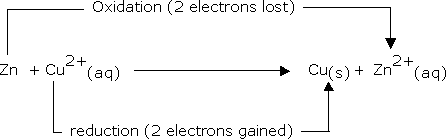 Oxidation (2 electrons lost)
Zn + Cu2+(aq) Cu(s) + Zn2+(aq)
reduction (2 electrons gained)